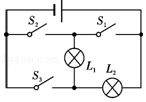 S₂ S₁
L₁
S₃ L₂